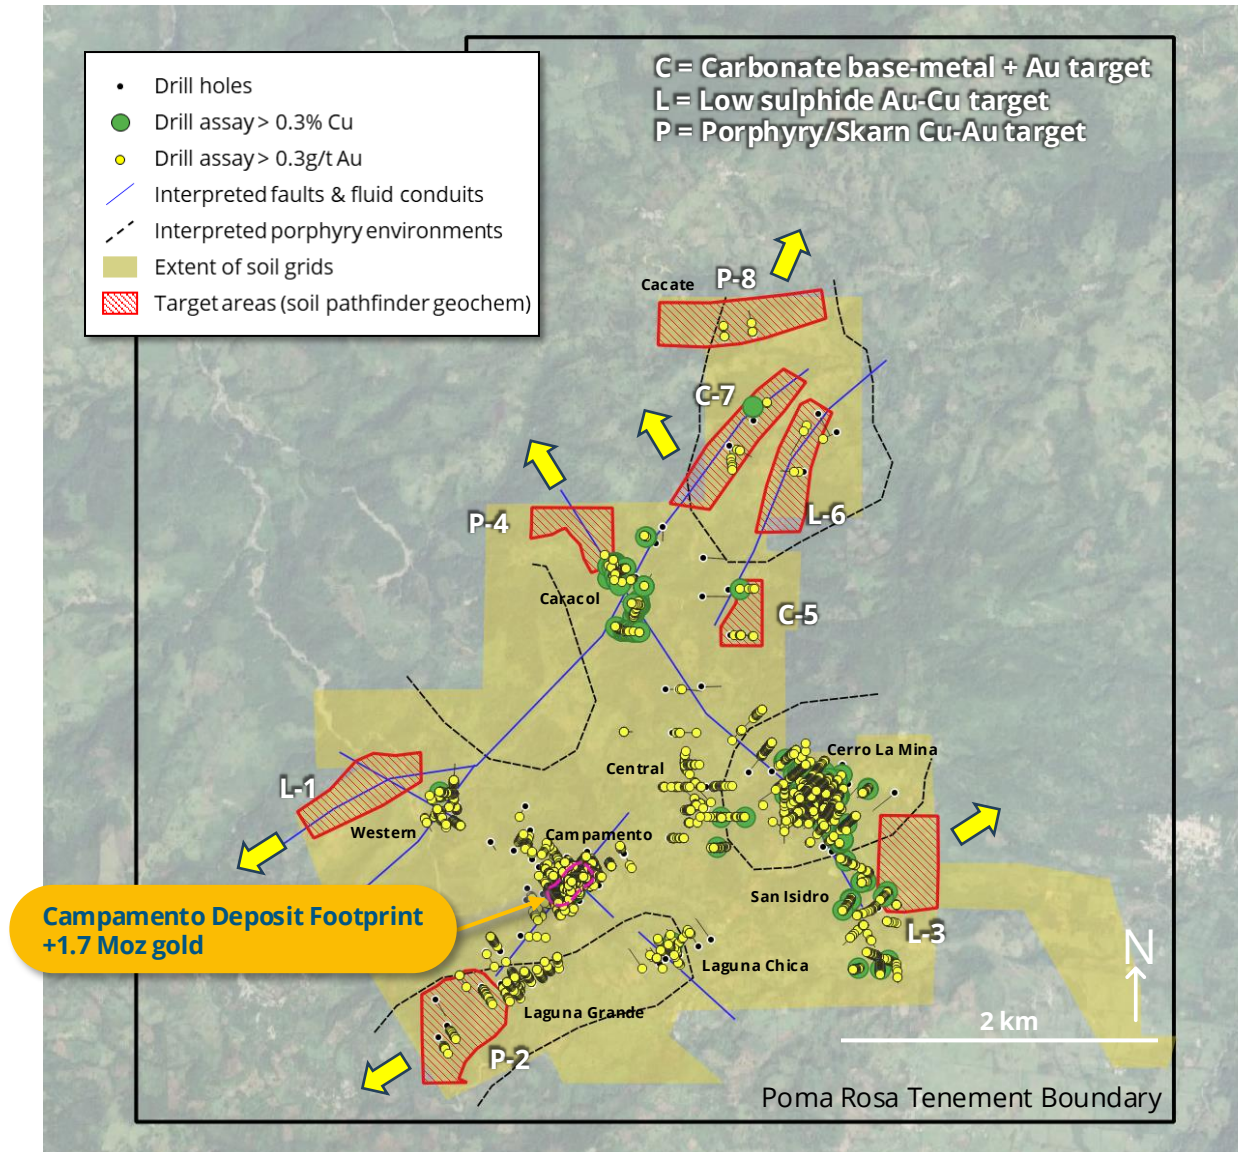 C = Carbonate base-metal + Au target
L = Low sulphide Au-Cu target
P = Porphyry/Skarn Cu-Au target
Drill holes
Drill assay > 0.3% Cu
Drill assay > 0.3g/t Au
Interpreted faults & fluid conduits
Interpreted porphyry environments
Extent of soil grids
Target areas (soil pathfinder geochem)
P-8
Cacate
C-7
L-6
P-4
Caracol
C-5
Cerro La Mina
Central
L-1
Western
Campamento
San Isidro
Campamento Deposit Footprint
+1.7 Moz gold
L-3
N
Laguna Chica
Laguna Grande
2 km
P-2
Poma Rosa Tenement Boundary